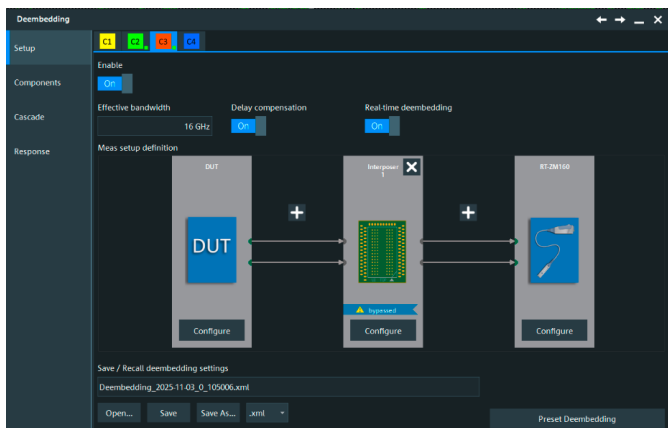 Deembedding
Setup
Components
Cascade
Response
C1 C2 C3 C4
Enable
On
Effective bandwidth Delay compensation Real-time deembedding
16 GHz On On
Meas setup definition
DUT Interposer 1 RT-ZM160
DUT
bypassed
Configure Configure Configure
Save / Recall deembedding settings
Deembedding_2025-11-03_0_105006.xml
Open... Save Save As... .xml Preset Deembedding